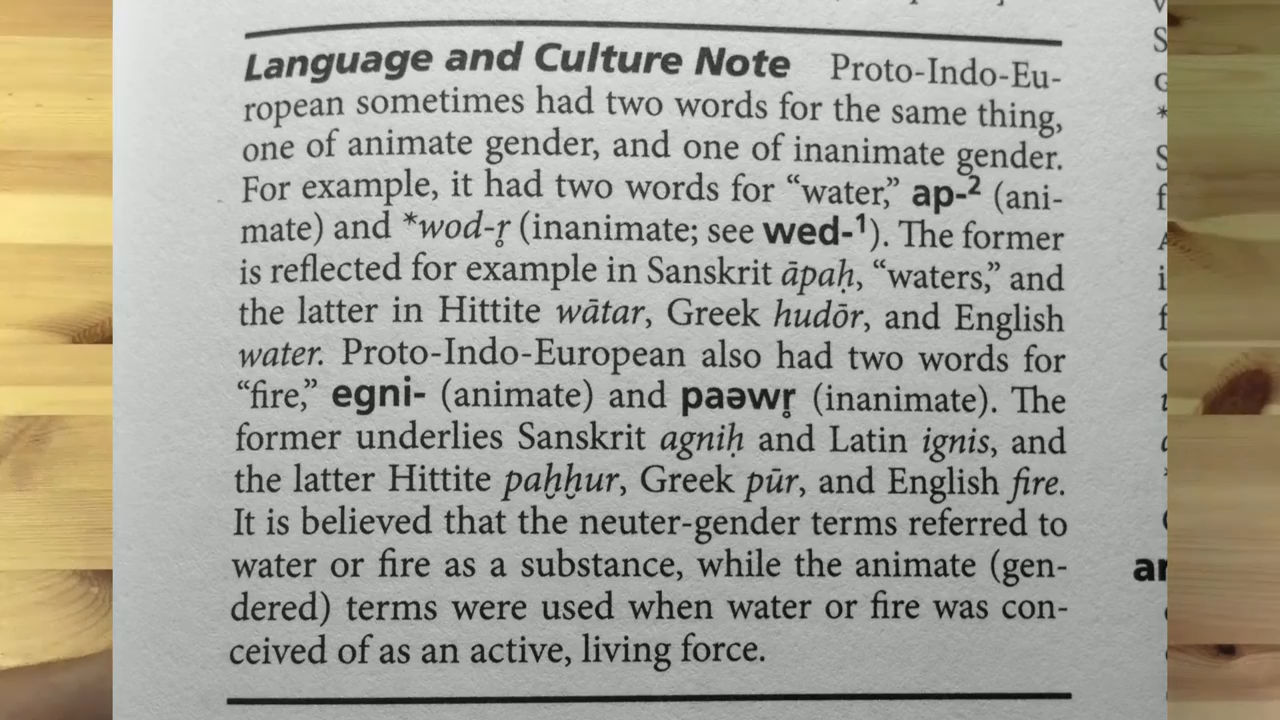 Language and Culture Note Proto-Indo-Eu-
ropean sometimes had two words for the same thing,
one of animate gender, and one of inanimate gender.
For example, it had two words for “water,” ap-² (ani-
mate) and *wod-r̥ (inanimate; see wed-¹). The former
is reflected for example in Sanskrit āpaḥ, “waters,” and
the latter in Hittite wātar, Greek hudōr, and English
water. Proto-Indo-European also had two words for
“fire,” egni- (animate) and paəwr̥ (inanimate). The
former underlies Sanskrit agniḥ and Latin ignis, and
the latter Hittite paḫḫur, Greek pūr, and English fire.
It is believed that the neuter-gender terms referred to
water or fire as a substance, while the animate (gen-
dered) terms were used when water or fire was con-
ceived of as an active, living force.